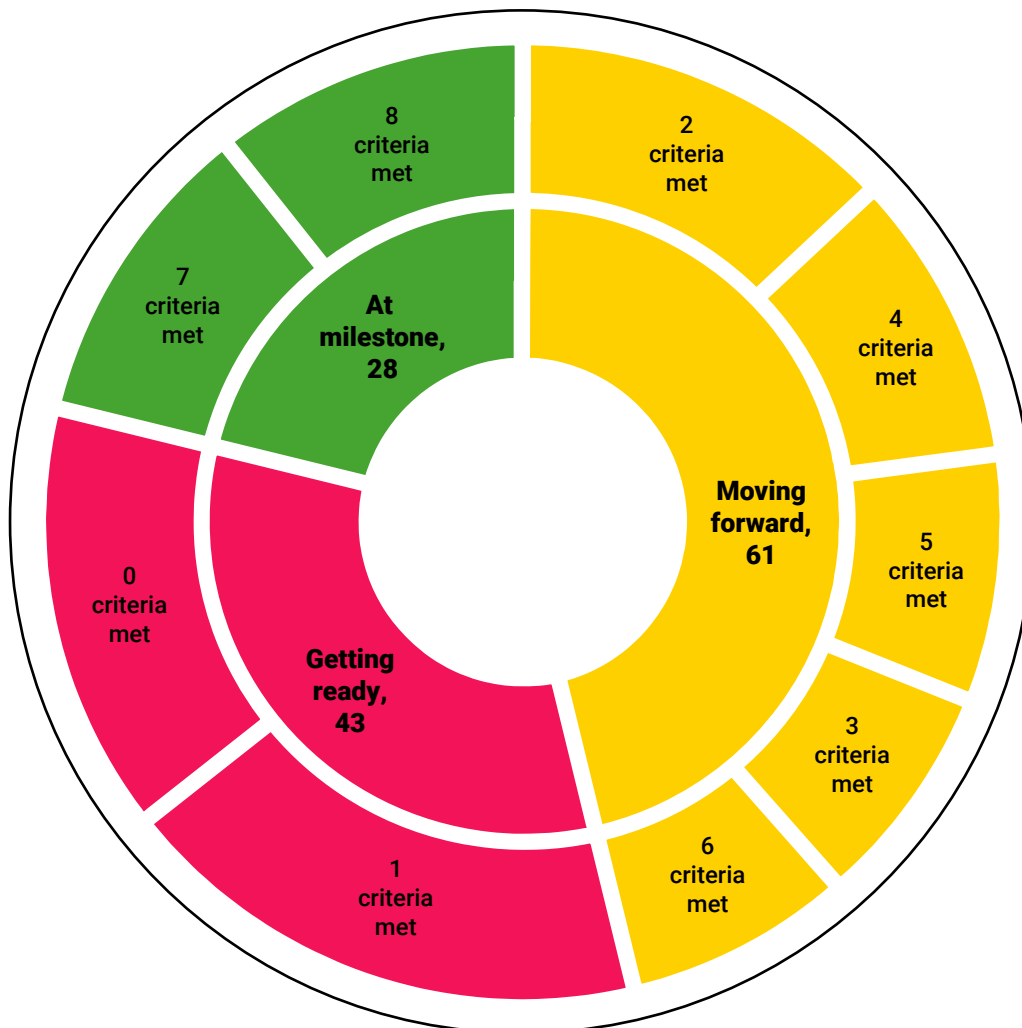 8
criteria
met
2
criteria
met
7
criteria
met
At
milestone,
28
4
criteria
met
Moving
forward,
61
5
criteria
met
0
criteria
met
Getting
ready,
43
3
criteria
met
6
criteria
met
1
criteria
met